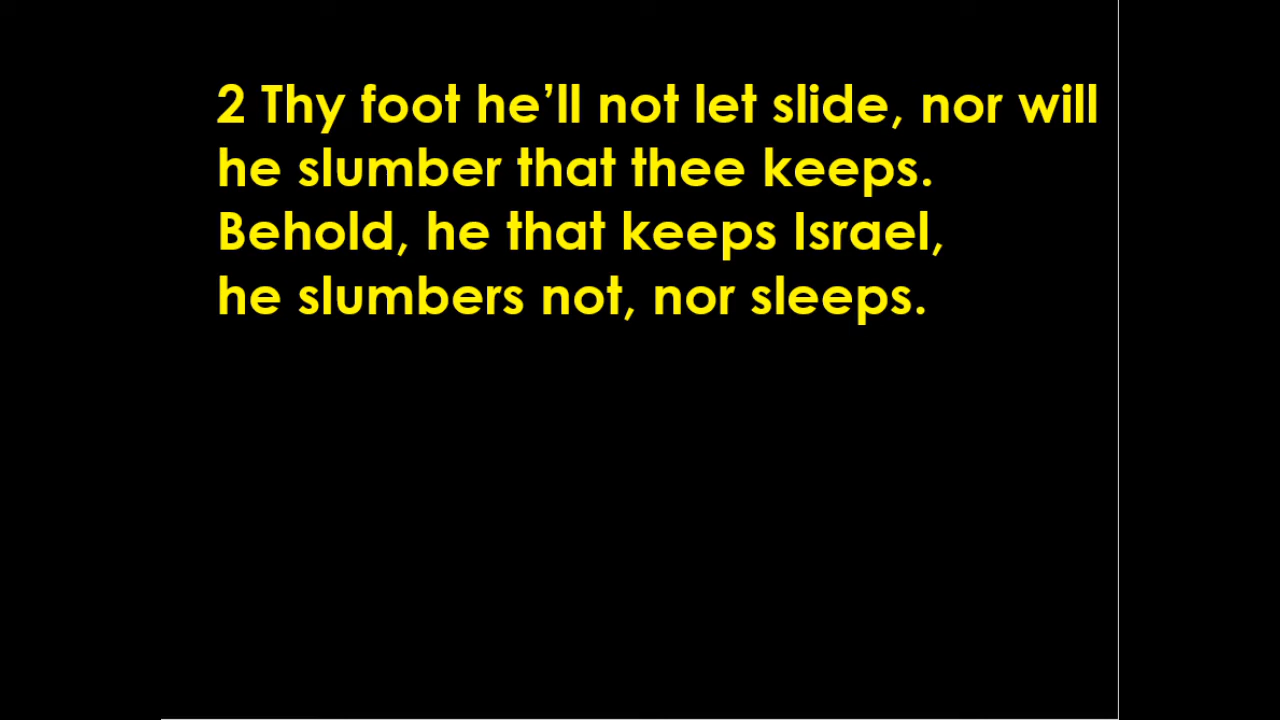 2 Thy foot he’ll not let slide, nor will
he slumber that thee keeps.
Behold, he that keeps Israel,
he slumbers not, nor sleeps.